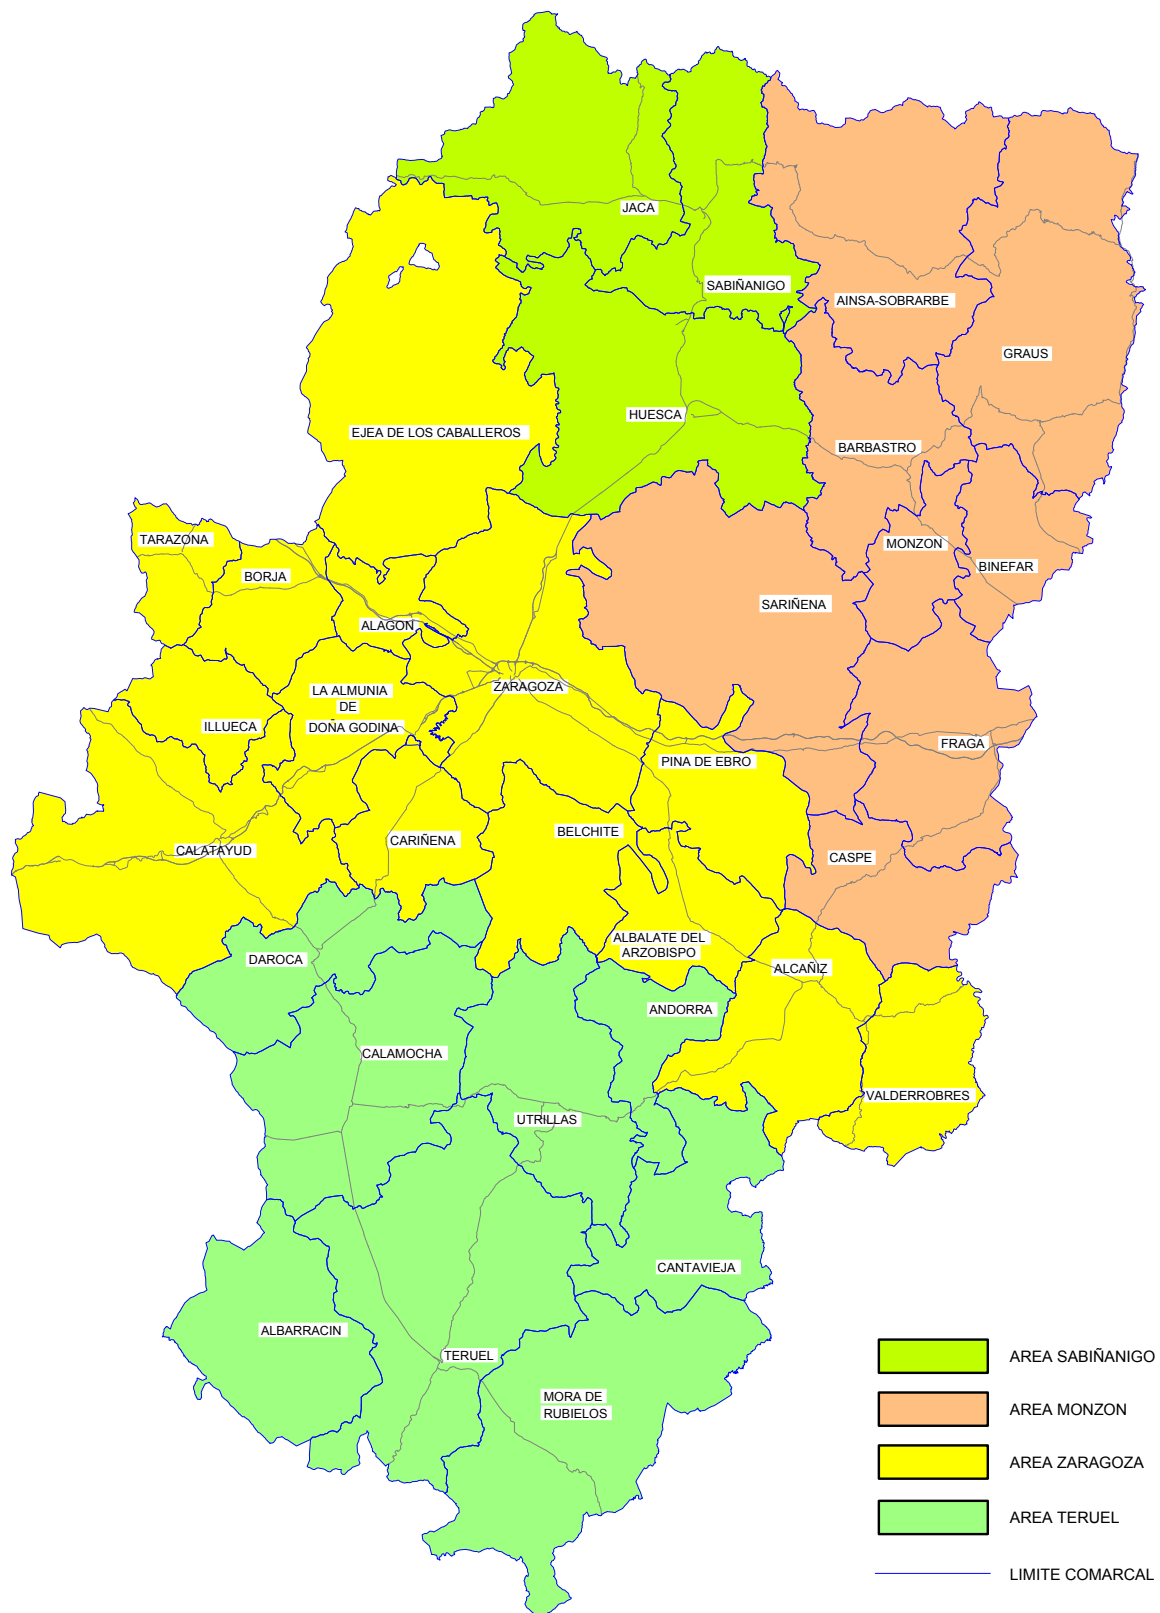 JACA
SABIÑANIGO
AINSA-SOBRARBE
GRAUS
HUESCA
EJEA DE LOS CABALLEROS
BARBASTRO
TARAZONA
MONZON
BINEFAR
BORJA
SARIÑENA
ALAGON
ZARAGOZA
LA ALMUNIA
DE
DOÑA GODINA
ILLUECA
FRAGA
PINA DE EBRO
BELCHITE
CARIÑENA
CALATAYUD
CASPE
ALBALATE DEL
ARZOBISPO
DAROCA
ALCAÑIZ
ANDORRA
CALAMOCHA
VALDERROBRES
UTRILLAS
CANTAVIEJA
ALBARRACIN
TERUEL
MORA DE
RUBIELOS
AREA SABIÑANIGO
AREA MONZON
AREA ZARAGOZA
AREA TERUEL
LIMITE COMARCAL